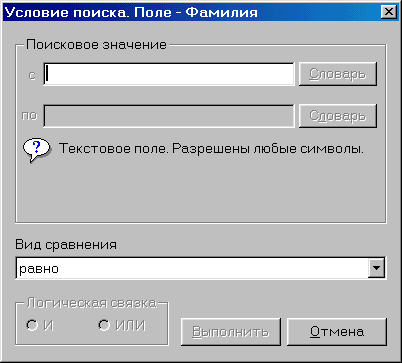 Условие поиска. Поле - Фамилия
Поисковое значение
с
Словарь
по
Словарь
Текстовое поле. Разрешены любые символы.
Вид сравнения
равно
Логическая связка
И ИЛИ
Выполнить
Отмена